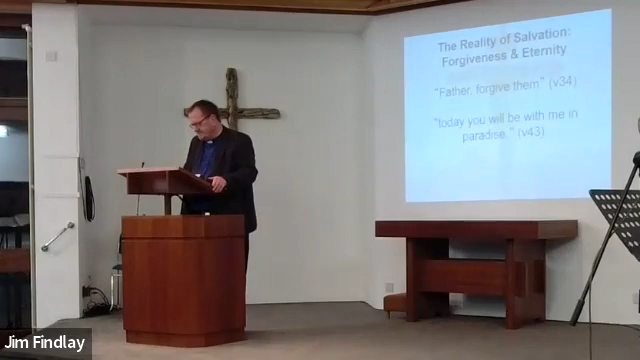 The Reality of Salvation:
Forgiveness & Eternity
"Father, forgive them" (v34)
"today you will be with me in
paradise." (v43)
Jim Findlay